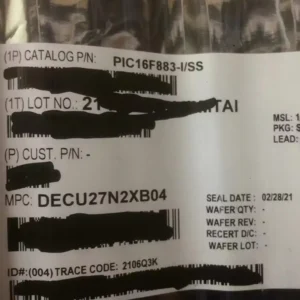 (1P) CATALOG P/N: PIC16F883-I/SS
(1T) LOT NO.: 21 TAI
MSL: 1
PKG: S
LEAD:
(P) CUST. P/N: -
MPC: DECU27N2XB04
SEAL DATE : 02/28/21
WAFER QTY: -
WAFER REV: -
RECERT D/C: -
WAFER LOT: -
ID#:(004) TRACE CODE: 2106Q3K